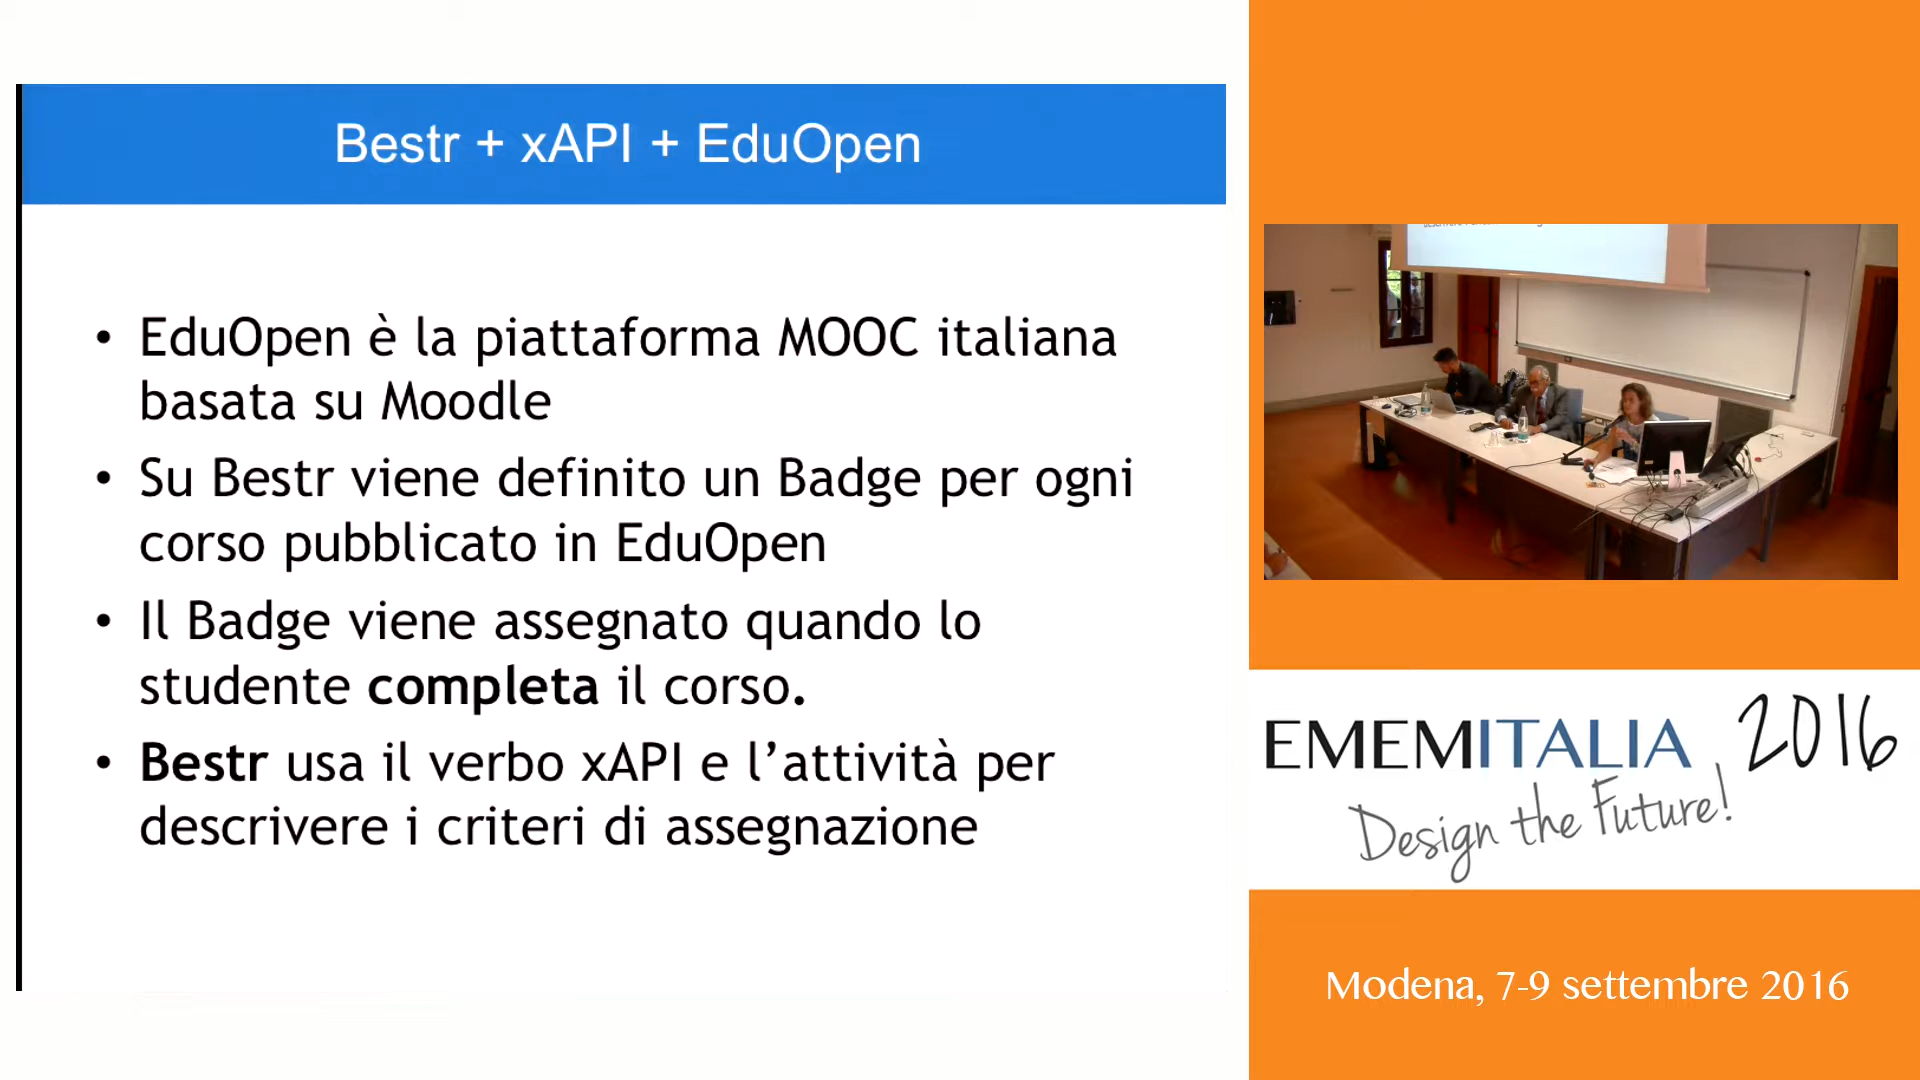 Bestr + xAPI + EduOpen
• EduOpen è la piattaforma MOOC italiana
basata su Moodle
• Su Bestr viene definito un Badge per ogni
corso pubblicato in EduOpen
• Il Badge viene assegnato quando lo
studente completa il corso.
• Bestr usa il verbo xAPI e l’attività per
descrivere i criteri di assegnazione
EMEMITALIA 2016
Design the Future!
Modena, 7-9 settembre 2016